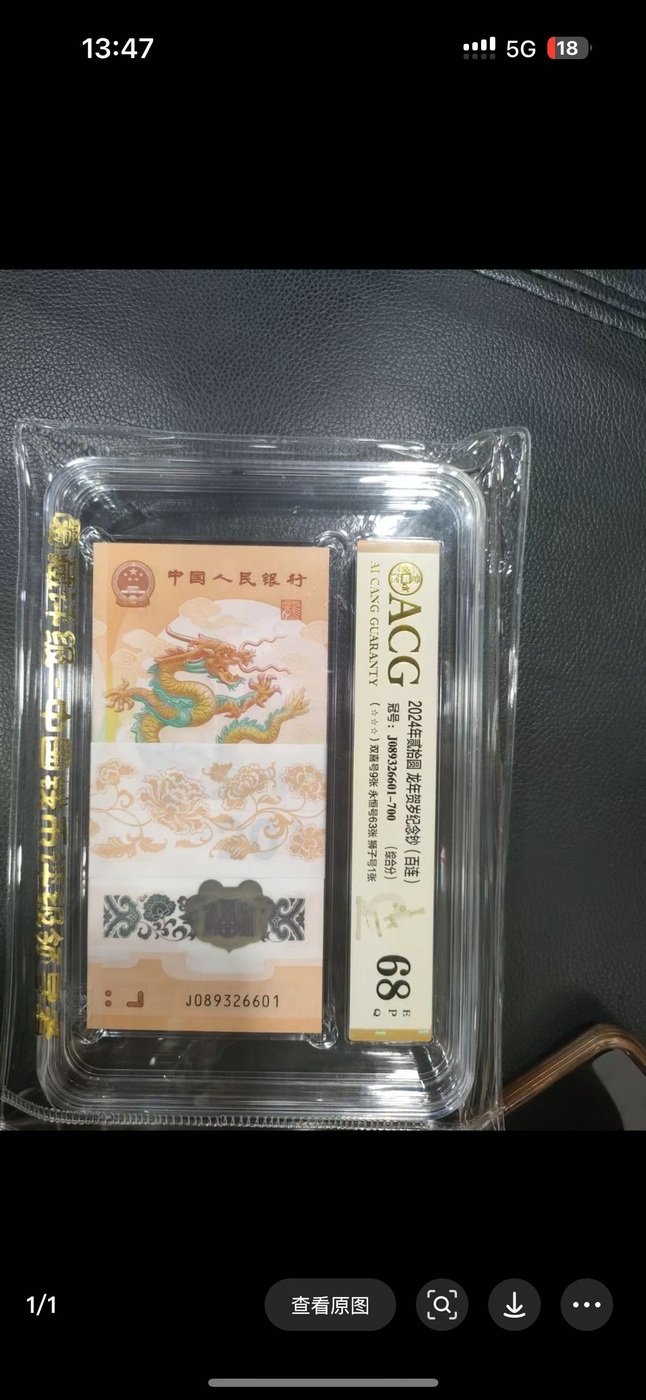 13:47
5G
18
中国人民银行
J089326601
ACG
AI CANG GUARANTY
2024年贰拾圆 龙年贺岁纪念钞（百连）
冠号：J089326601-700 （综合分）
(☆☆☆) 双喜号9张 永恒号63张 狮子号1张
68
E
P
Q
1/1
查看原图